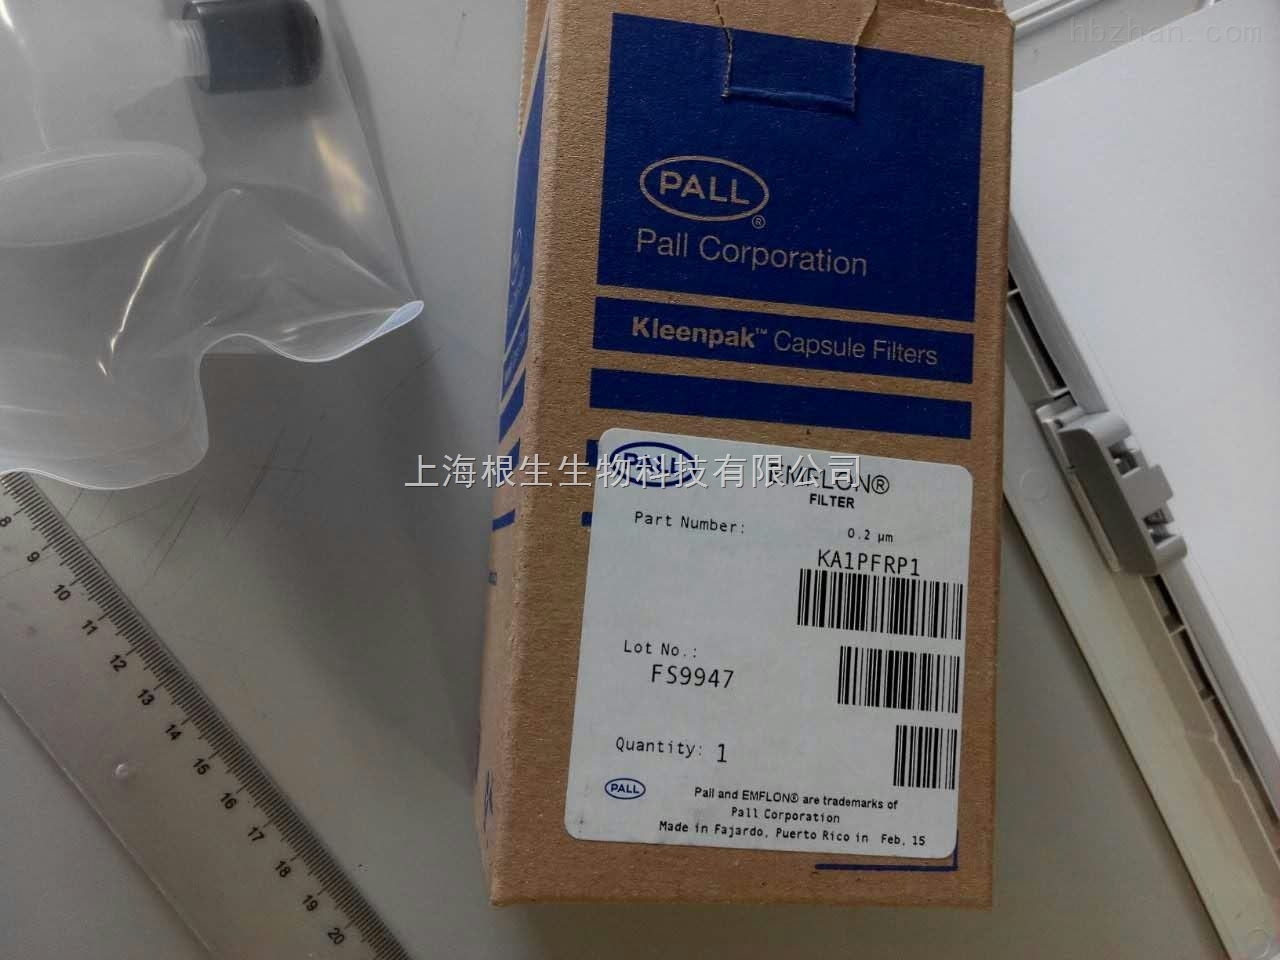 hbzhan.com
PALL
®
Pall Corporation
Kleenpak™ Capsule Filters
PALL
EMFLON®
FILTER
上海根生生物科技有限公司
Part Number:
0.2 µm
KA1PFRP1
Lot No.:
FS9947
Quantity: 1
PALL
Pall and EMFLON® are trademarks of
Pall Corporation
Made in Fajardo, Puerto Rico in Feb, 15
8
9
10
11
12
13
14
15
16
17
18
19
20